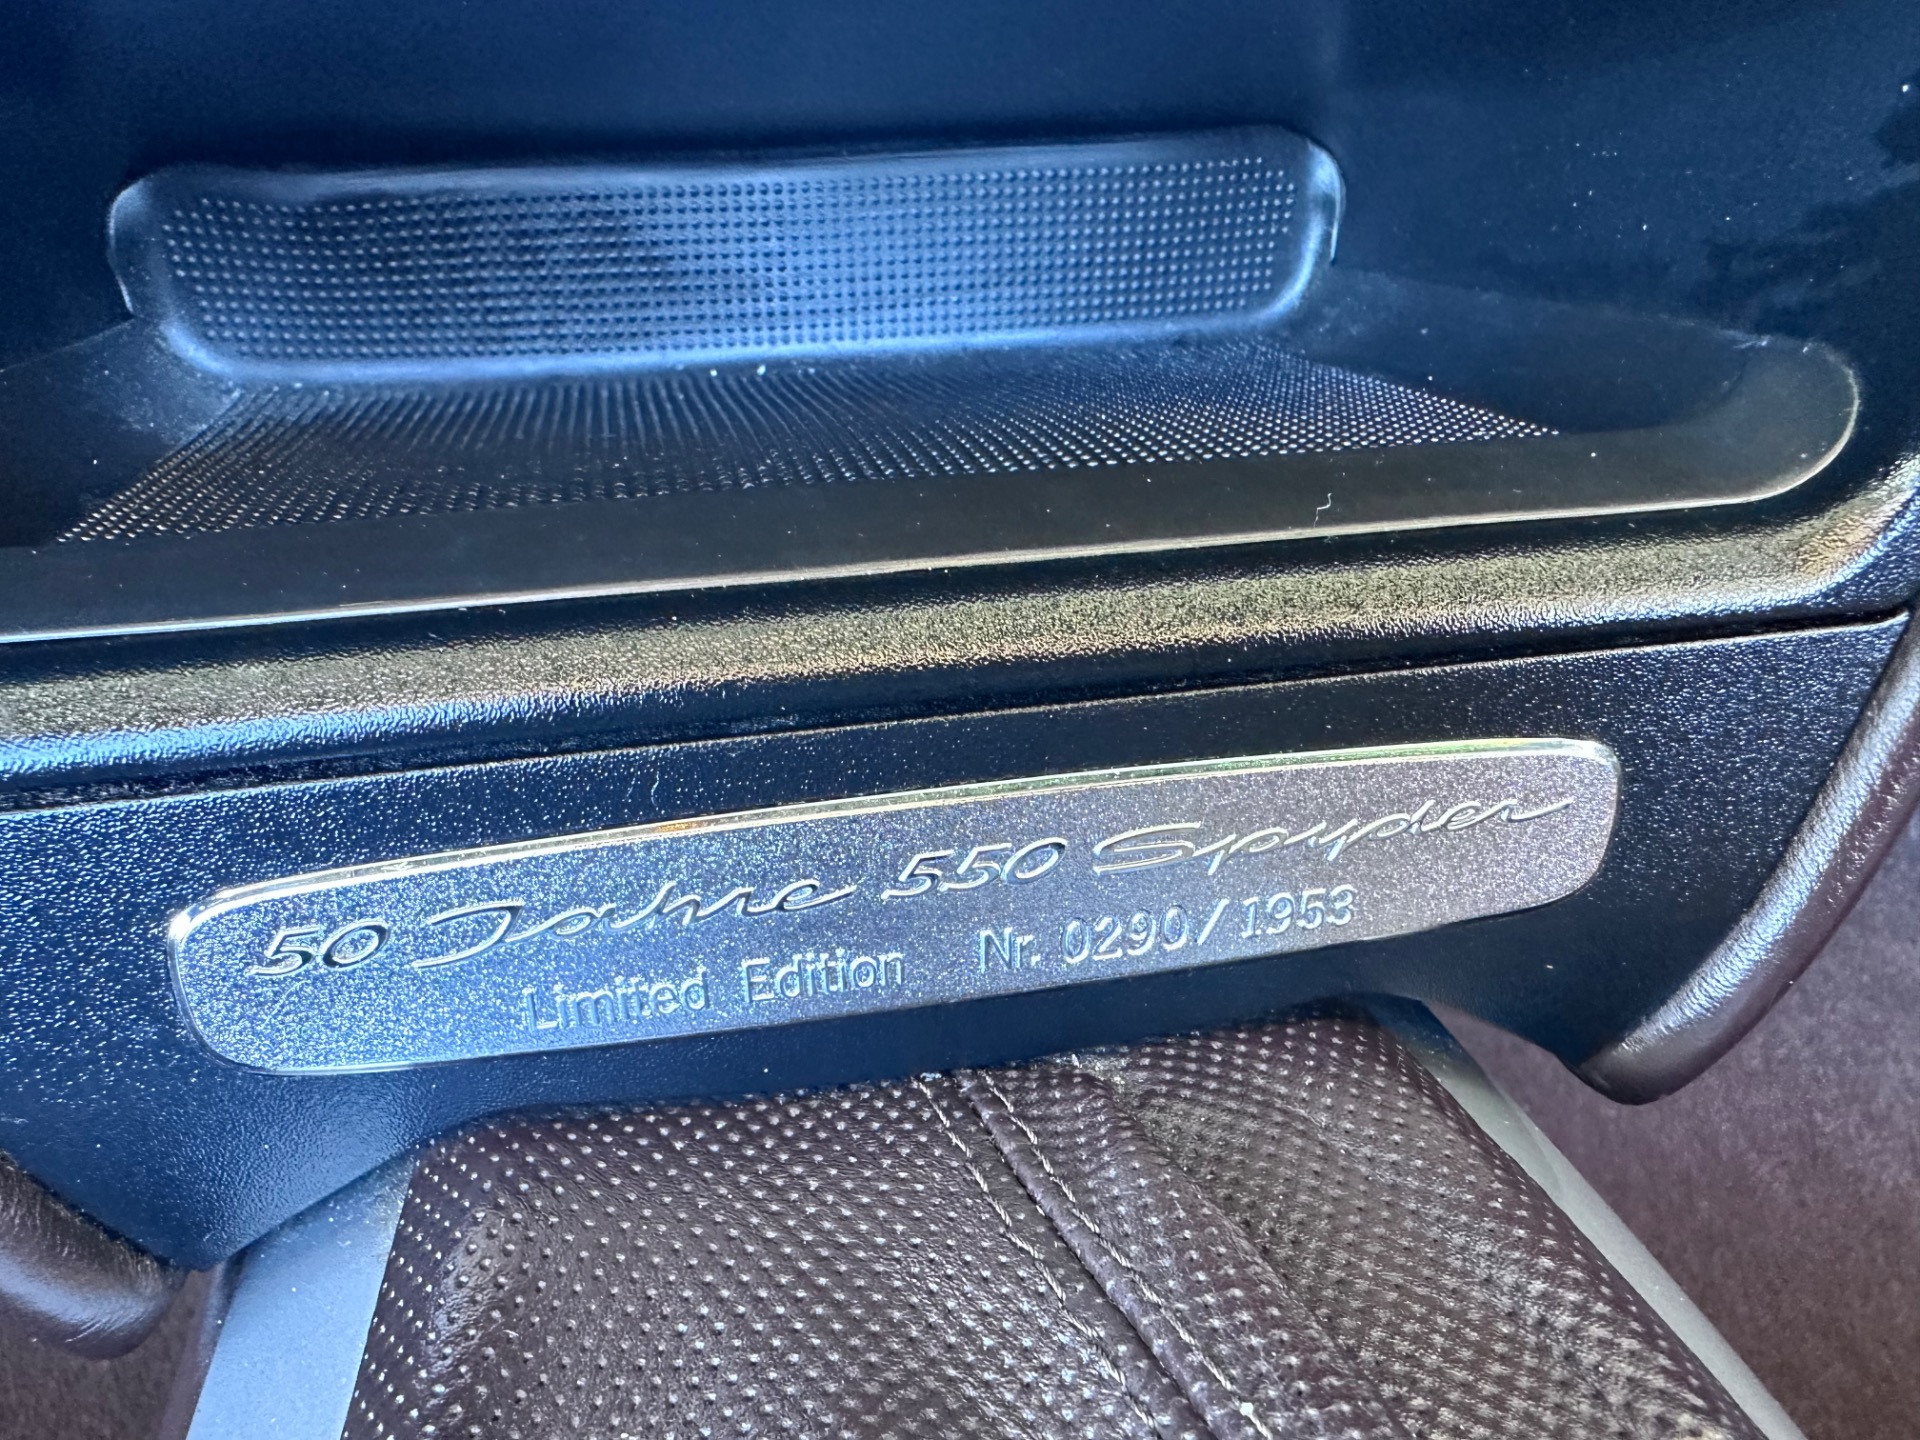 50 Jahre 550 Spyder
Limited Edition Nr. 0290/1953